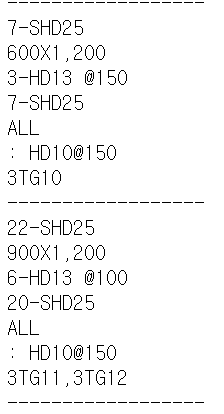 -------------------
7-SHD25
600X1,200
3-HD13 @150
7-SHD25
ALL
: HD10@150
3TG10
-------------------
22-SHD25
900X1,200
6-HD13 @100
20-SHD25
ALL
: HD10@150
3TG11,3TG12
-------------------